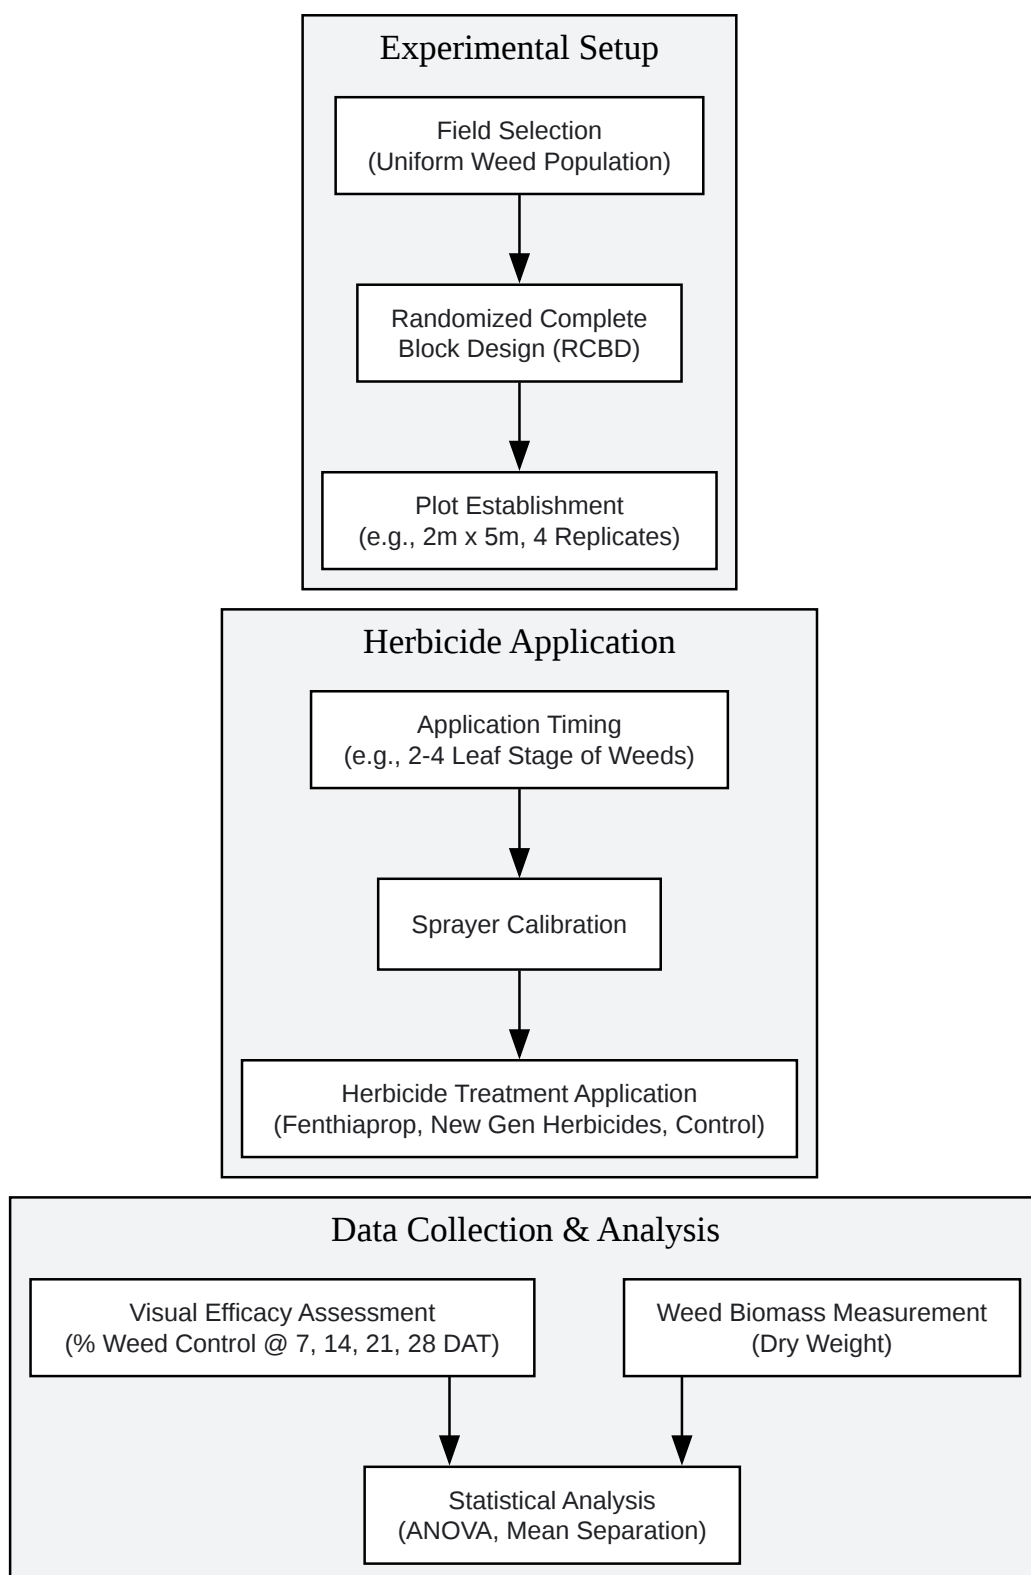 Experimental Setup
Field Selection
(Uniform Weed Population)
Randomized Complete
Block Design (RCBD)
Plot Establishment
(e.g., 2m x 5m, 4 Replicates)
Herbicide Application
Application Timing
(e.g., 2-4 Leaf Stage of Weeds)
Sprayer Calibration
Herbicide Treatment Application
(Fenthiaprop, New Gen Herbicides, Control)
Data Collection & Analysis
Visual Efficacy Assessment
(% Weed Control @ 7, 14, 21, 28 DAT)
Weed Biomass Measurement
(Dry Weight)
Statistical Analysis
(ANOVA, Mean Separation)